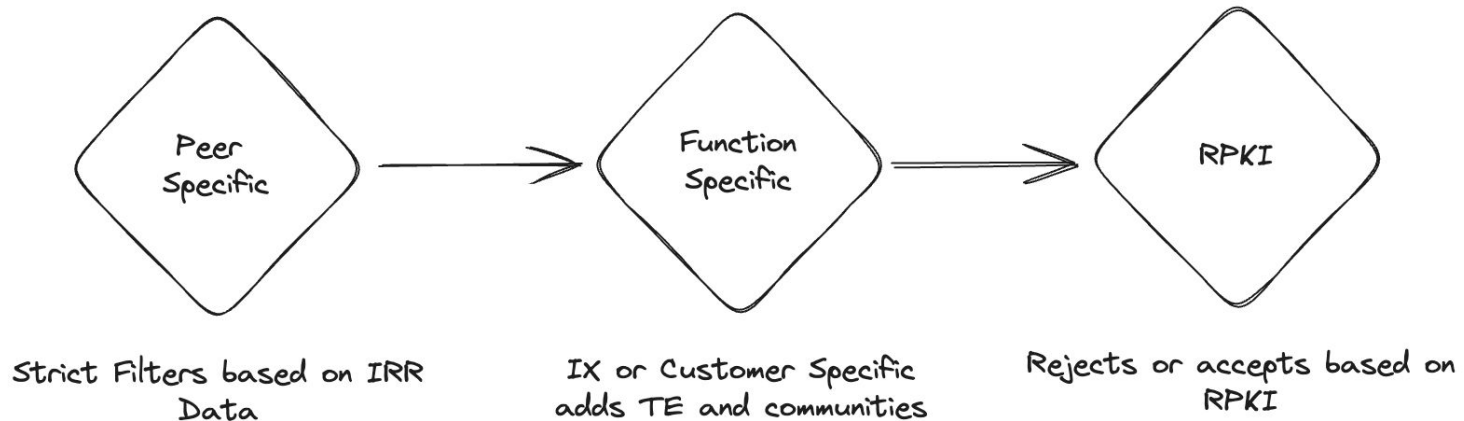 Peer
Specific
Function
Specific
RPKI
Strict Filters based on IRR
Data
IX or Customer Specific
adds TE and communities
Rejects or accepts based on
RPKI